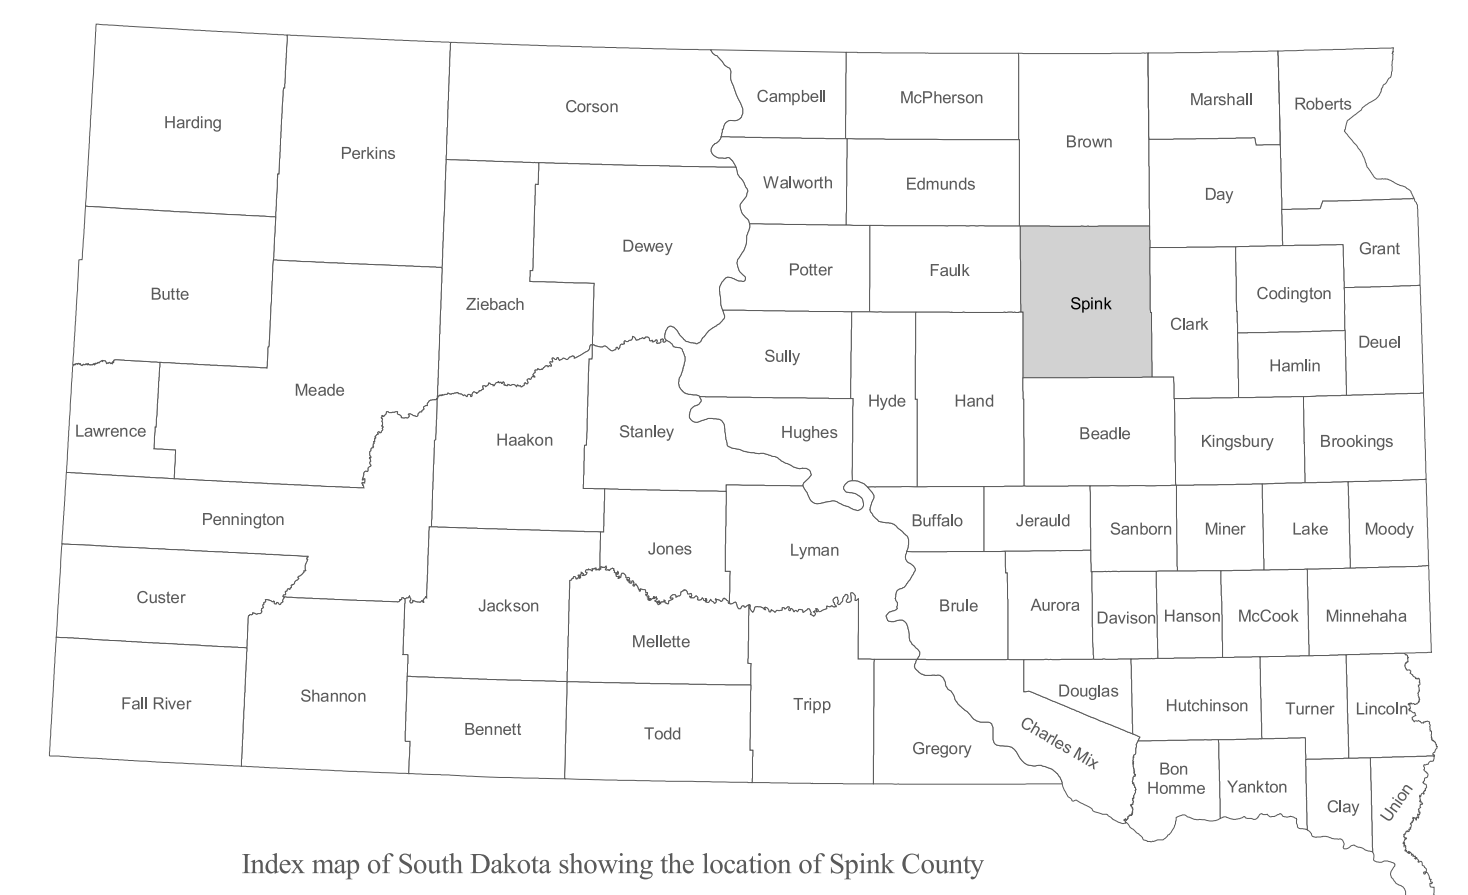 Harding
Perkins
Corson
Campbell
McPherson
Brown
Marshall
Roberts
Walworth
Edmunds
Day
Dewey
Potter
Faulk
Grant
Butte
Ziebach
Spink
Codington
Clark
Deuel
Sully
Hamlin
Meade
Hyde
Hand
Lawrence
Haakon
Stanley
Hughes
Beadle
Kingsbury
Brookings
Pennington
Buffalo
Jerauld
Sanborn
Miner
Lake
Moody
Jones
Lyman
Custer
Jackson
Brule
Aurora
Davison
Hanson
McCook
Minnehaha
Mellette
Fall River
Shannon
Tripp
Douglas
Hutchinson
Turner
Lincoln
Bennett
Todd
Gregory
Charles Mix
Bon
Homme
Yankton
Clay
Union
Index map of South Dakota showing the location of Spink County